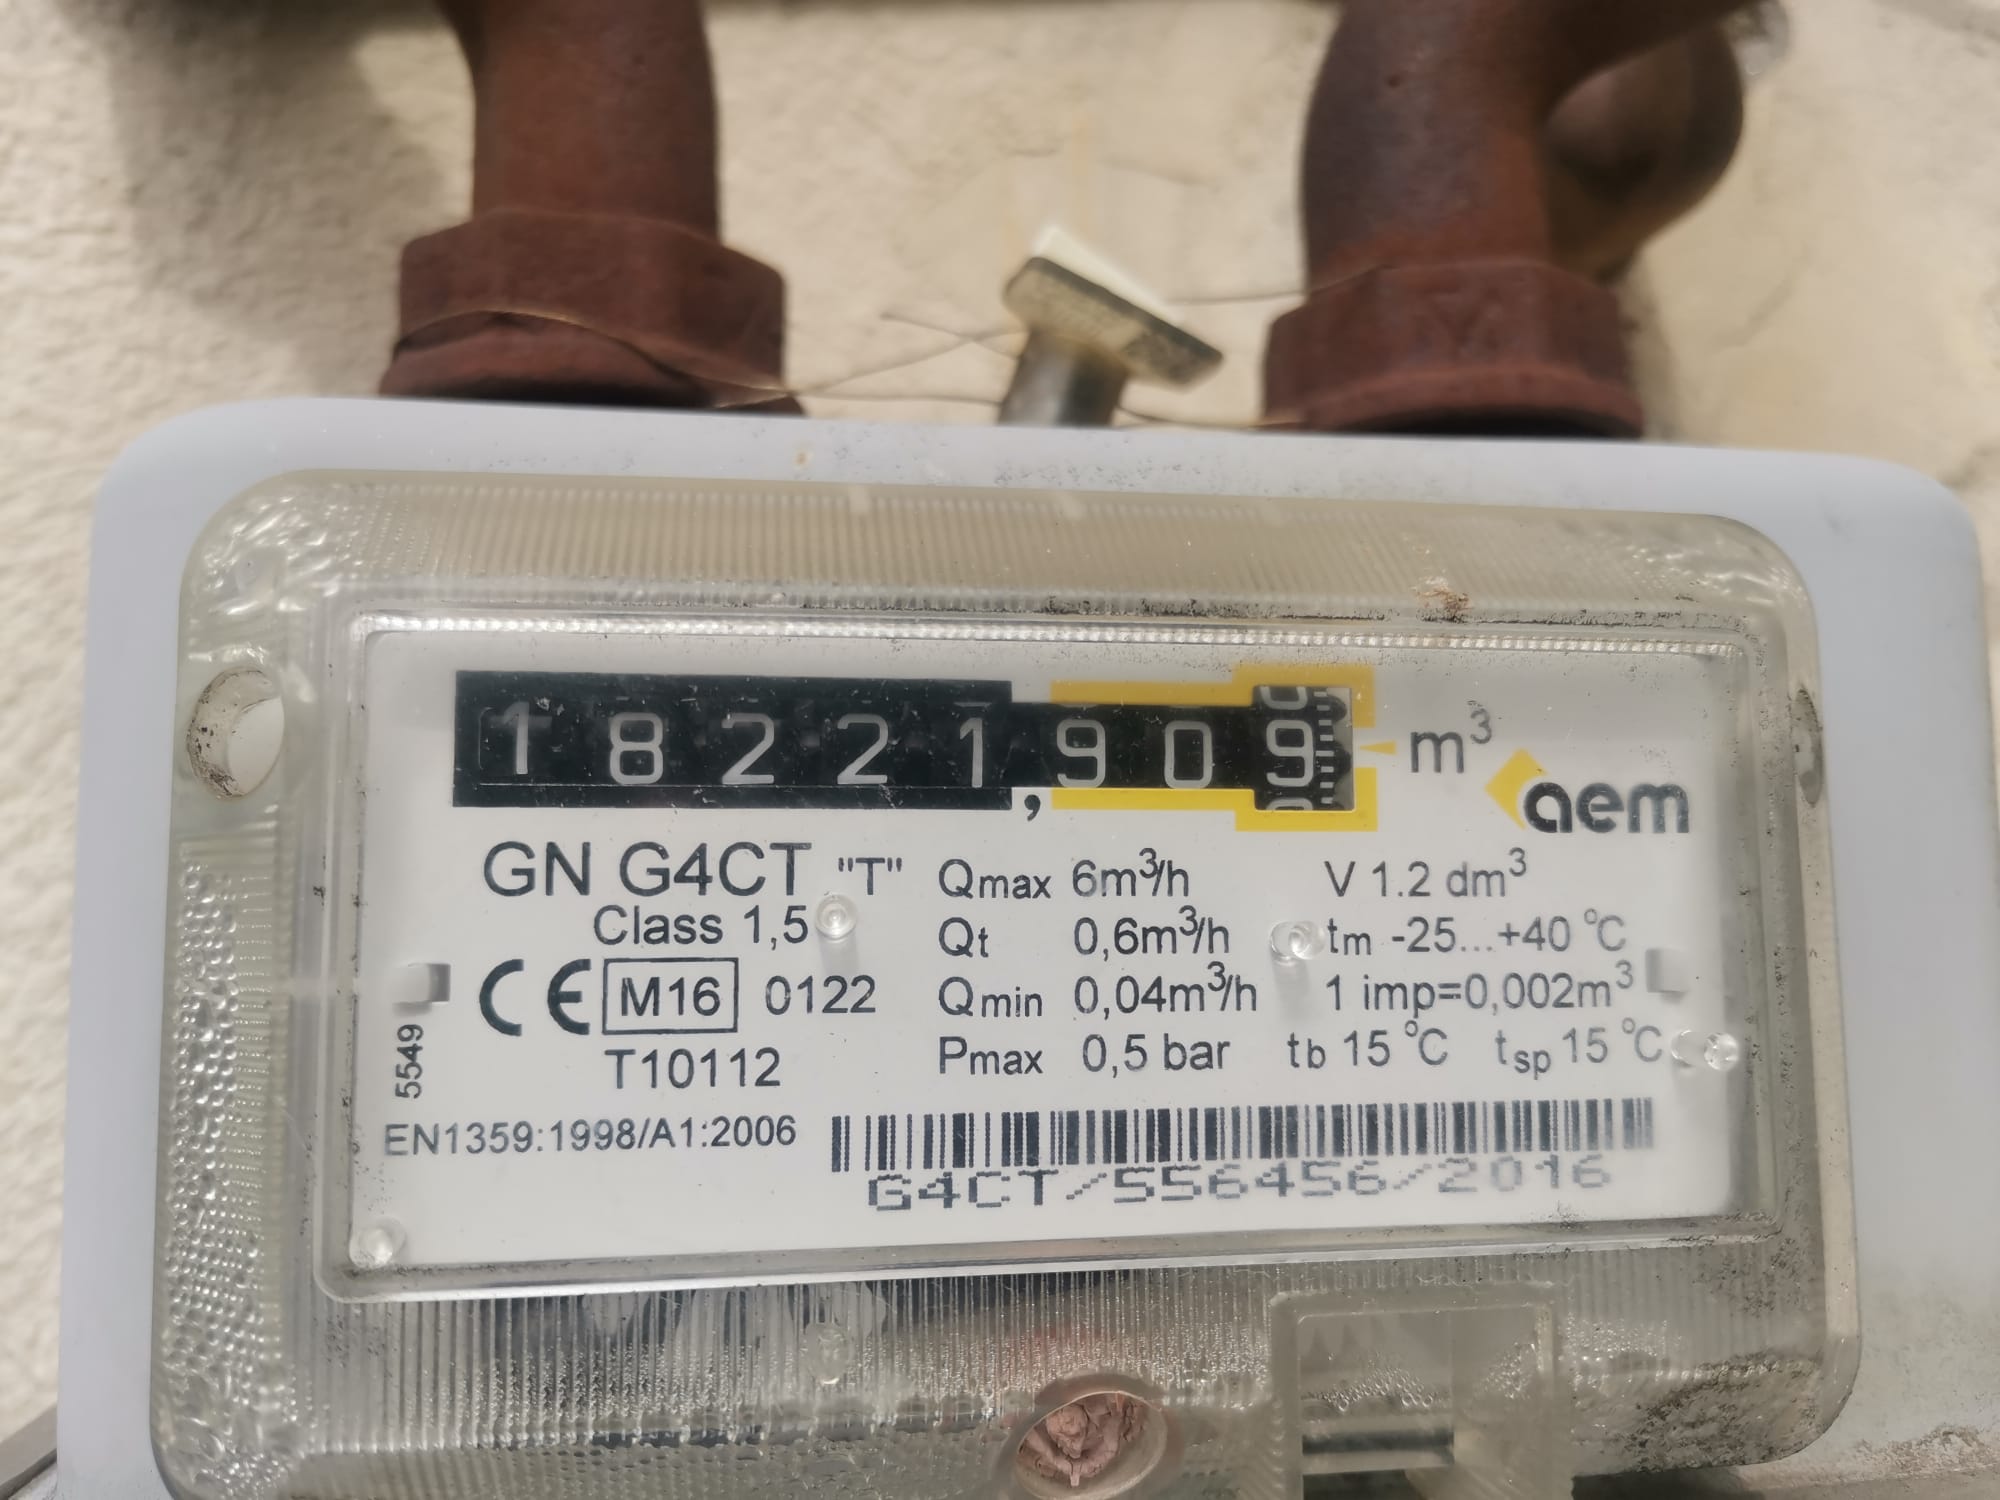 18221,909 m³
aem
GN G4CT "T"
Class 1,5
CE M16 0122
T10112
5549
EN1359:1998/A1:2006
Qmax 6m³/h
Qt 0,6m³/h
Qmin 0,04m³/h
Pmax 0,5 bar
V 1.2 dm³
tm -25...+40 °C
1 imp=0,002m³
tb 15 °C tsp 15 °C
G4CT/556456/2016